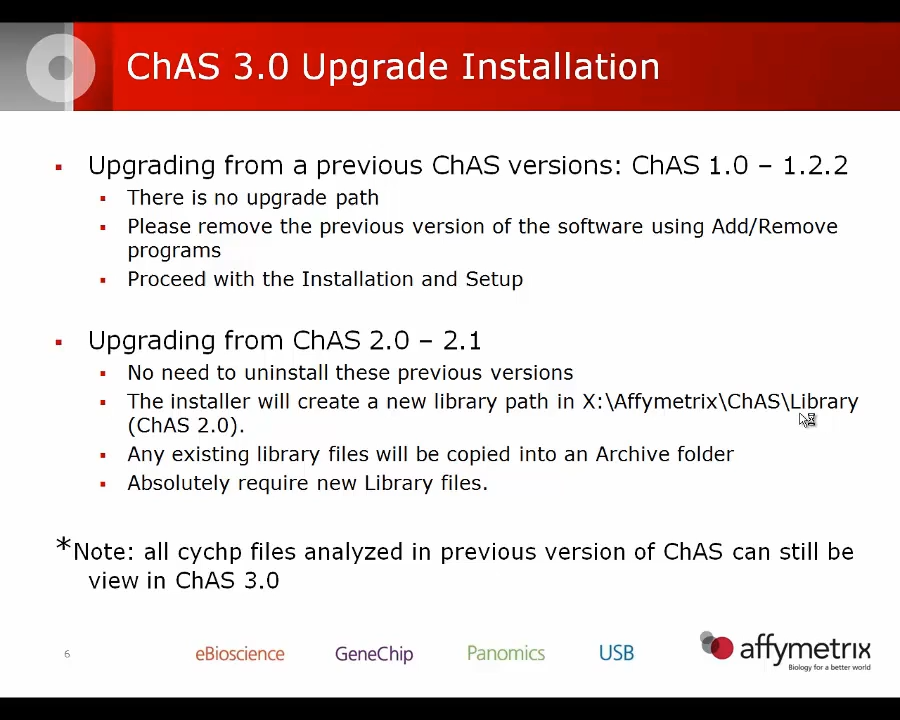 ChAS 3.0 Upgrade Installation
▪ Upgrading from a previous ChAS versions: ChAS 1.0 – 1.2.2
▪ There is no upgrade path
▪ Please remove the previous version of the software using Add/Remove
programs
▪ Proceed with the Installation and Setup
▪ Upgrading from ChAS 2.0 – 2.1
▪ No need to uninstall these previous versions
▪ The installer will create a new library path in X:\Affymetrix\ChAS\Library
(ChAS 2.0).
▪ Any existing library files will be copied into an Archive folder
▪ Absolutely require new Library files.
*Note: all cychp files analyzed in previous version of ChAS can still be
view in ChAS 3.0
6 eBioscience GeneChip Panomics USB affymetrix
Biology for a better world